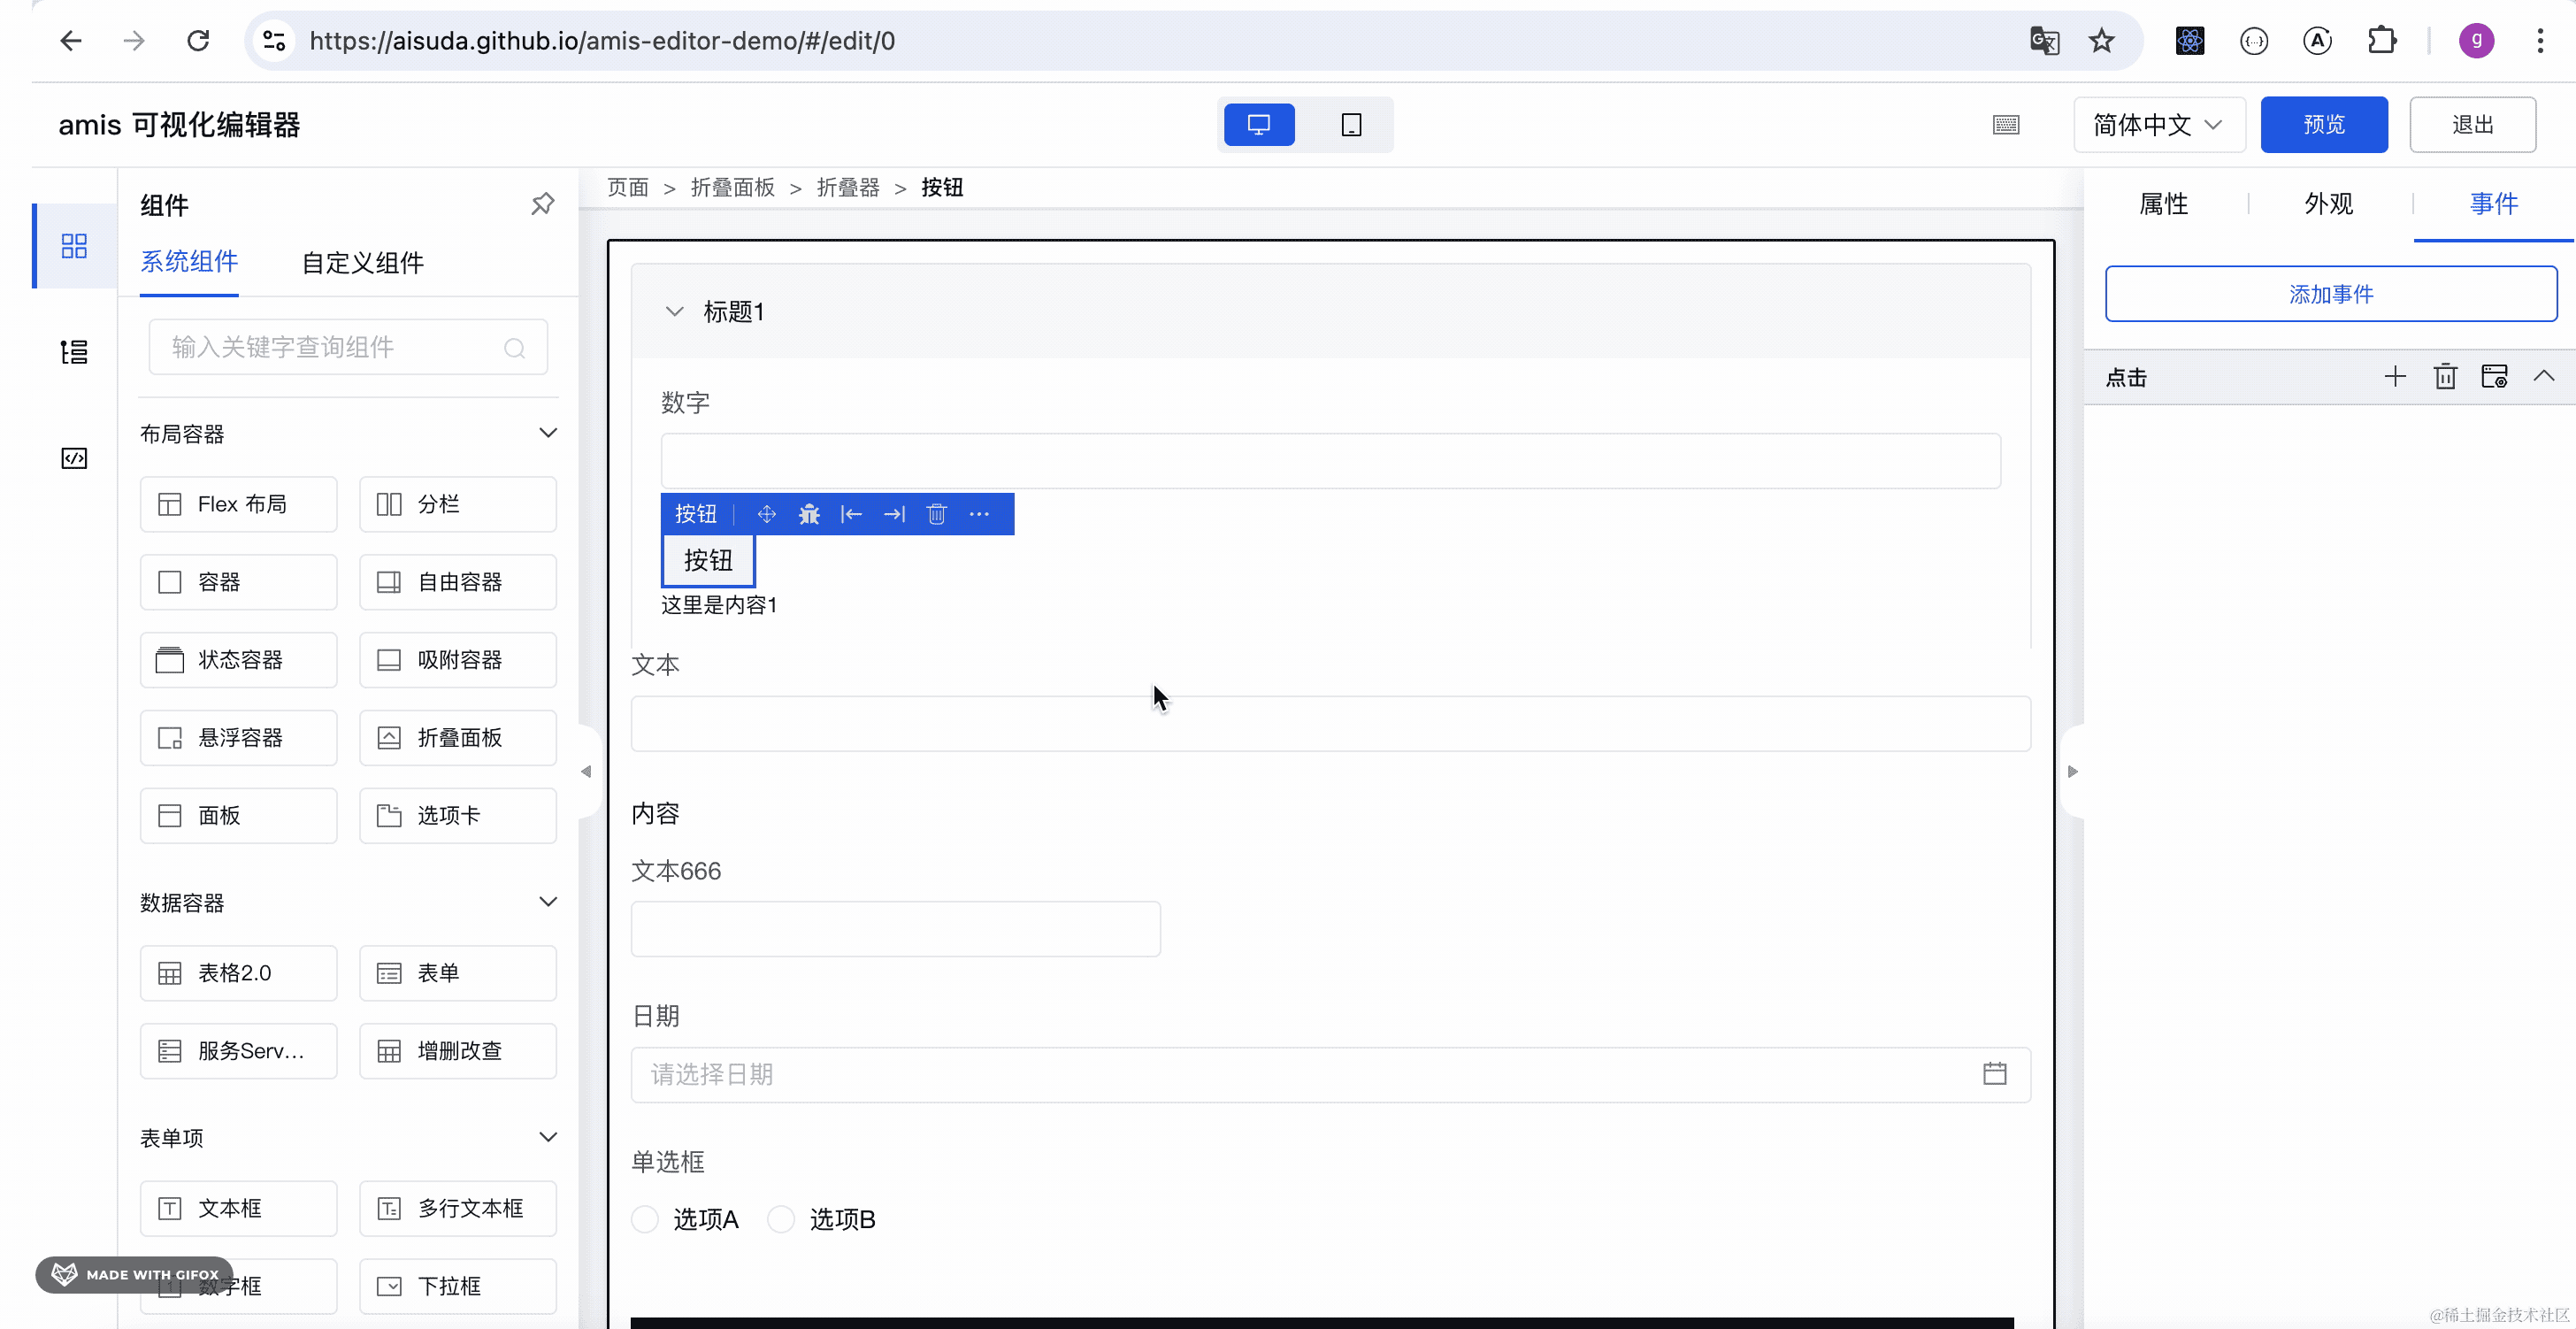 https://aisuda.github.io/amis-editor-demo/#/edit/0
g
amis 可视化编辑器
简体中文
预览
退出
组件
系统组件
自定义组件
输入关键字查询组件
布局容器
Flex 布局
分栏
容器
自由容器
状态容器
吸附容器
悬浮容器
折叠面板
面板
选项卡
数据容器
表格2.0
表单
服务Serv...
增删改查
表单项
文本框
多行文本框
数字框
下拉框
MADE WITH GIFOX
页面 > 折叠面板 > 折叠器 > 按钮
标题1
数字
按钮
按钮
这里是内容1
文本
内容
文本666
日期
请选择日期
单选框
选项A
选项B
属性
外观
事件
添加事件
点击
@稀土掘金技术社区